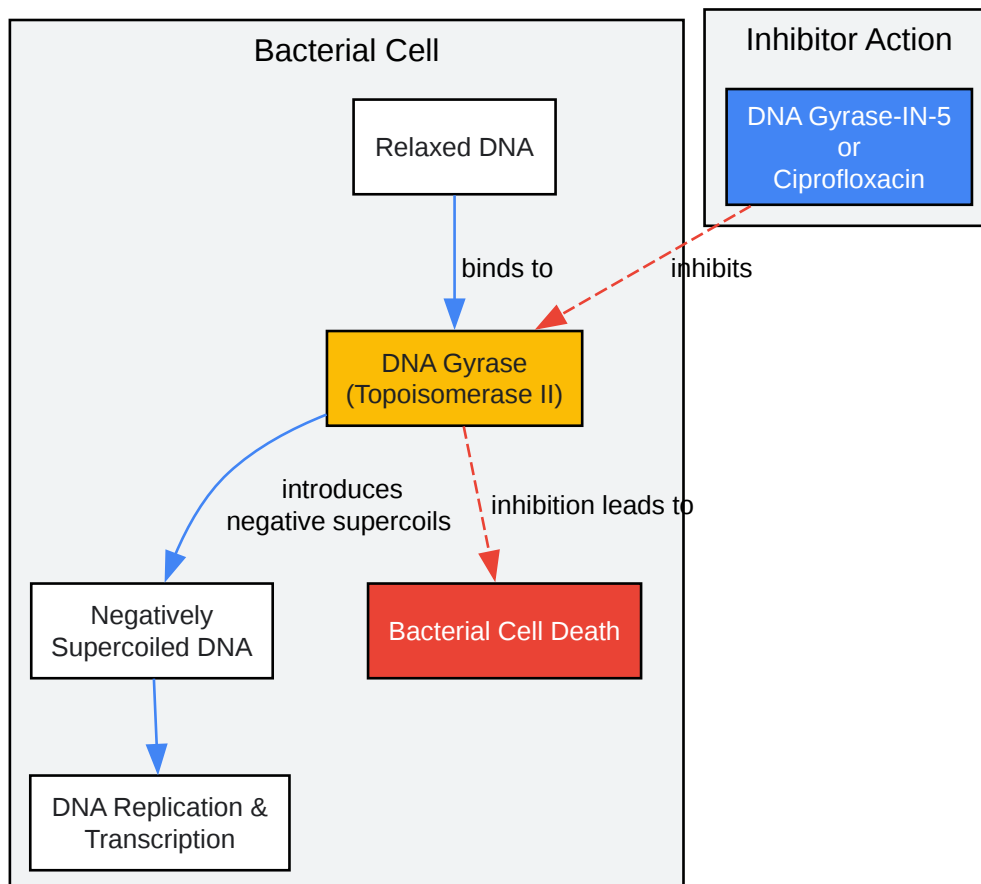 Bacterial Cell
Inhibitor Action
Relaxed DNA
DNA Gyrase-IN-5
or
Ciprofloxacin
binds to
inhibits
DNA Gyrase
(Topoisomerase II)
introduces
negative supercoils
inhibition leads to
Negatively
Supercoiled DNA
Bacterial Cell Death
DNA Replication &
Transcription